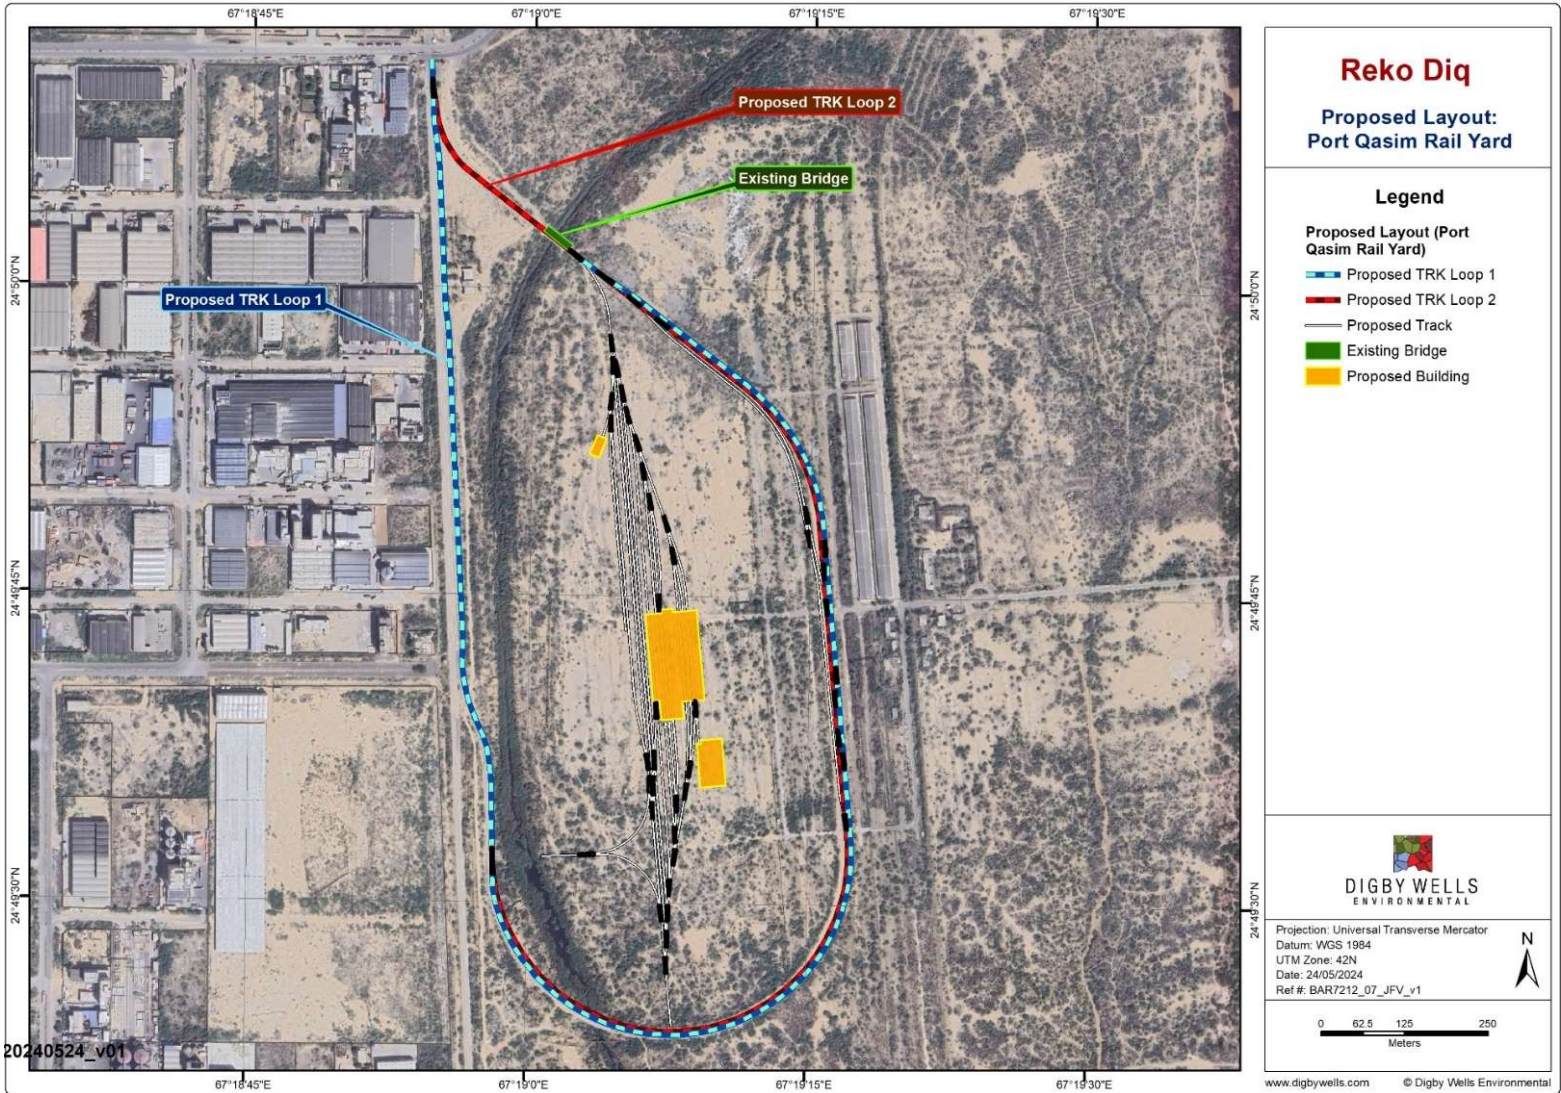 67°18'45"E
67°19'0"E
67°19'15"E
67°19'30"E
Proposed TRK Loop 2
Existing Bridge
Proposed TRK Loop 1
24°50'0"N
24°49'45"N
24°49'30"N
24°50'0"N
24°49'45"N
24°49'30"N
20240524_v01
67°18'45"E
67°19'0"E
67°19'15"E
67°19'30"E
Reko Diq
Proposed Layout:
Port Qasim Rail Yard
Legend
Proposed Layout (Port
Qasim Rail Yard)
Proposed TRK Loop 1
Proposed TRK Loop 2
Proposed Track
Existing Bridge
Proposed Building
DIGBY WELLS
ENVIRONMENTAL
Projection: Universal Transverse Mercator
Datum: WGS 1984
UTM Zone: 42N
Date: 24/05/2024
Ref #: BAR7212_07_JFV_v1
N
0 62.5 125 250
Meters
www.digbywells.com © Digby Wells Environmental